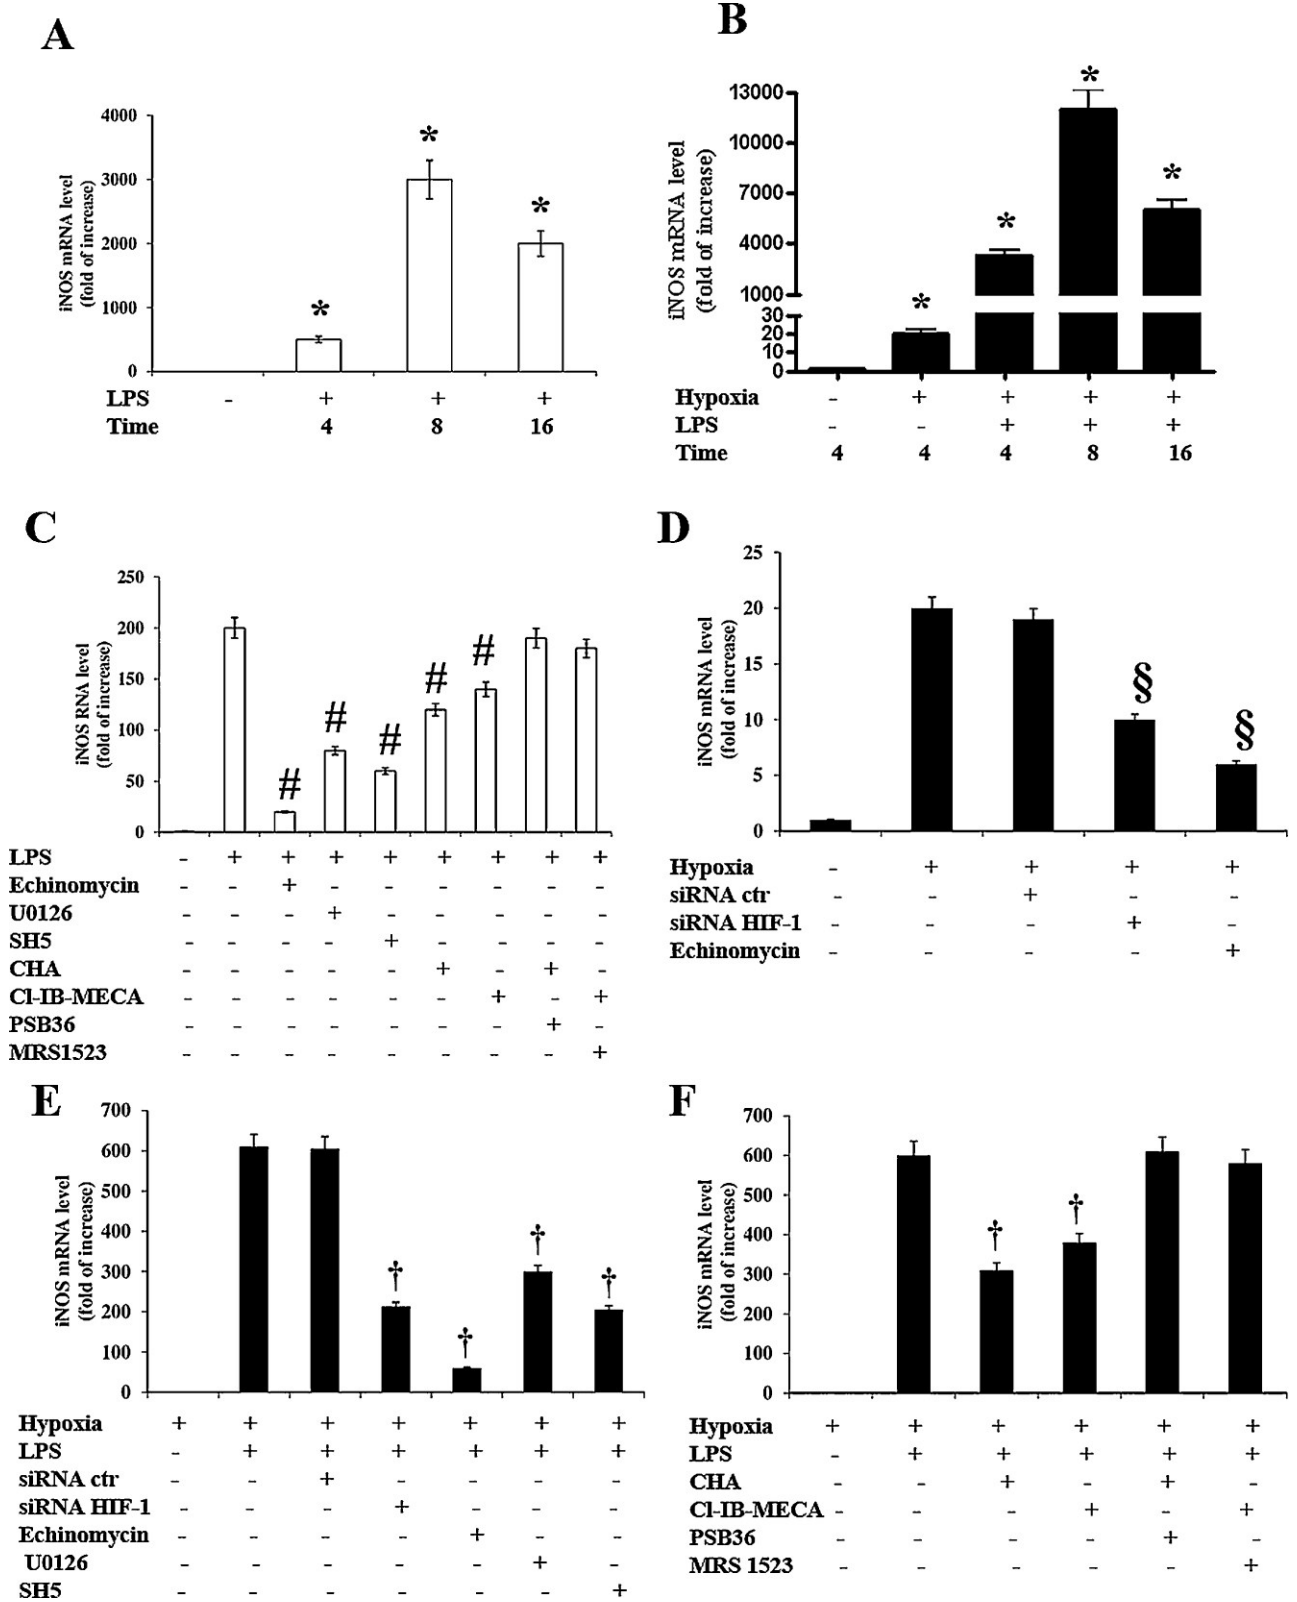 A
iNOS mRNA level
(fold of increase)
4000
*
3000
*
2000
*
1000
0
LPS - + + +
Time 4 8 16
B
iNOS mRNA level
(fold of increase)
*
13000
10000
*
7000
*
4000
*
1000
30
20
10
0
Hypoxia - + + + +
LPS - - + + +
Time 4 4 4 8 16
C
iNOS RNA level
(fold of increase)
250
200
# #
150
# #
100
#
50
0
LPS - + + + + + + + +
Echinomycin - - + - - - - - -
U0126 - - - + - - - - -
SH5 - - - - + - - - -
CHA - - - - - + - + -
Cl-IB-MECA - - - - - - + - +
PSB36 - - - - - - - + -
MRS1523 - - - - - - - - +
D
iNOS mRNA level
(fold of increase)
25
20
15
§
10
§
5
0
Hypoxia - + + + +
siRNA ctr - - + - -
siRNA HIF-1 - - - + -
Echinomycin - - - - +
E
iNOS mRNA level
(fold of increase)
700
600
500
400
†
300
† †
200
†
100
0
Hypoxia + + + + + + +
LPS - + + + + + +
siRNA ctr - - + - - - -
siRNA HIF-1 - - - + - - -
Echinomycin - - - - + - -
U0126 - - - - - + -
SH5 - - - - - - +
F
iNOS mRNA level
(fold of increase)
700
600
500
†
†
400
300
200
100
0
Hypoxia + + + + + +
LPS - + + + + +
CHA - - + - + -
Cl-IB-MECA - - - + - +
PSB36 - - - - + -
MRS 1523 - - - - - +